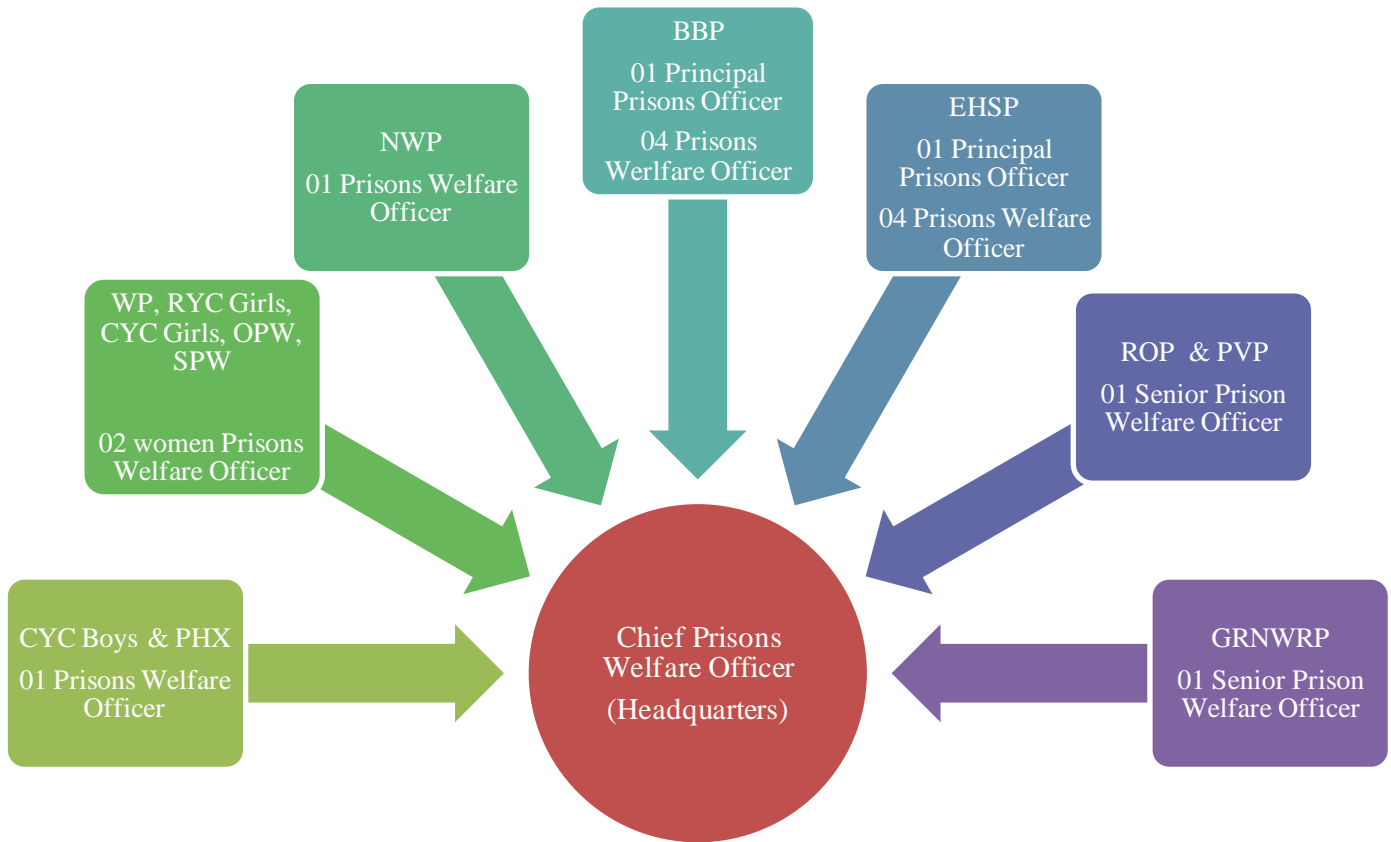 BBP
01 Principal
Prisons Officer
04 Prisons
Werlfare Officer
NWP
01 Prisons Welfare
Officer
EHSP
01 Principal
Prisons Officer
04 Prisons Welfare
Officer
WP, RYC Girls,
CYC Girls, OPW,
SPW
02 women Prisons
Welfare Officer
ROP & PVP
01 Senior Prison
Welfare Officer
CYC Boys & PHX
01 Prisons Welfare
Officer
Chief Prisons
Welfare Officer
(Headquarters)
GRNWRP
01 Senior Prison
Welfare Officer